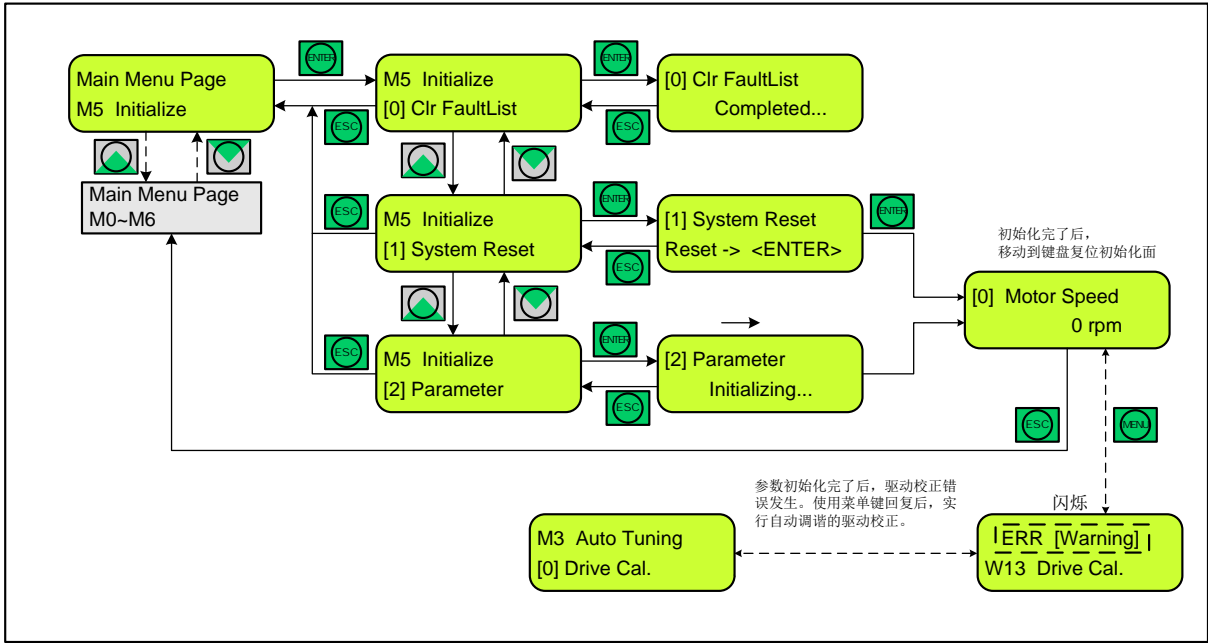 ENTER
ENTER
Main Menu Page
M5 Initialize
M5 Initialize
[0] Clr FaultList
[0] Clr FaultList
Completed...
ESC
ESC
Main Menu Page
M0~M6
ESC
ENTER
ENTER
M5 Initialize
[1] System Reset
[1] System Reset
Reset -> <ENTER>
ESC
初始化完了后，
移动到键盘复位初始化面
[0] Motor Speed
0 rpm
ESC
ENTER
M5 Initialize
[2] Parameter
[2] Parameter
Initializing...
ESC
ESC
MENU
参数初始化完了后，驱动校正错
误发生。使用菜单键回复后，实
行自动调谐的驱动校正。
闪烁
M3 Auto Tuning
[0] Drive Cal.
ERR [Warning]
W13 Drive Cal.